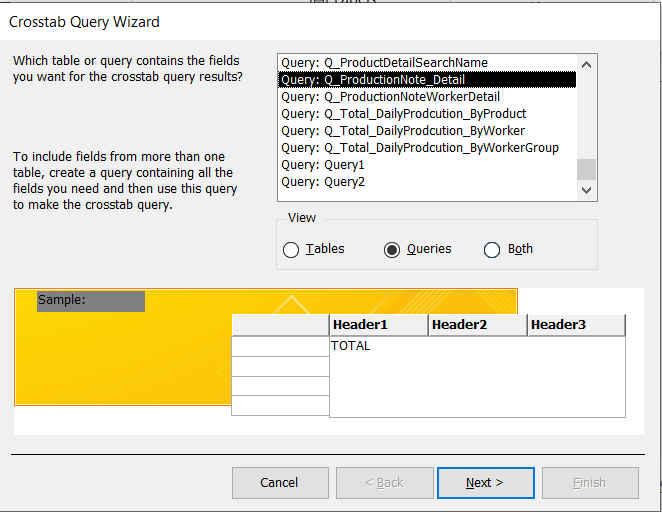 Crosstab Query Wizard
Which table or query contains the fields
you want for the crosstab query results?
To include fields from more than one
table, create a query containing all the
fields you need and then use this query
to make the crosstab query.
Query: Q_ProductDetailSearchName
Query: Q_ProductionNote_Detail
Query: Q_ProductionNoteWorkerDetail
Query: Q_Total_DailyProdcution_ByProduct
Query: Q_Total_DailyProdcution_ByWorker
Query: Q_Total_DailyProdcution_ByWorkerGroup
Query: Query1
Query: Query2
View
Tables
Queries
Both
Sample:
Header1 Header2 Header3
TOTAL
Cancel
< Back
Next >
Finish